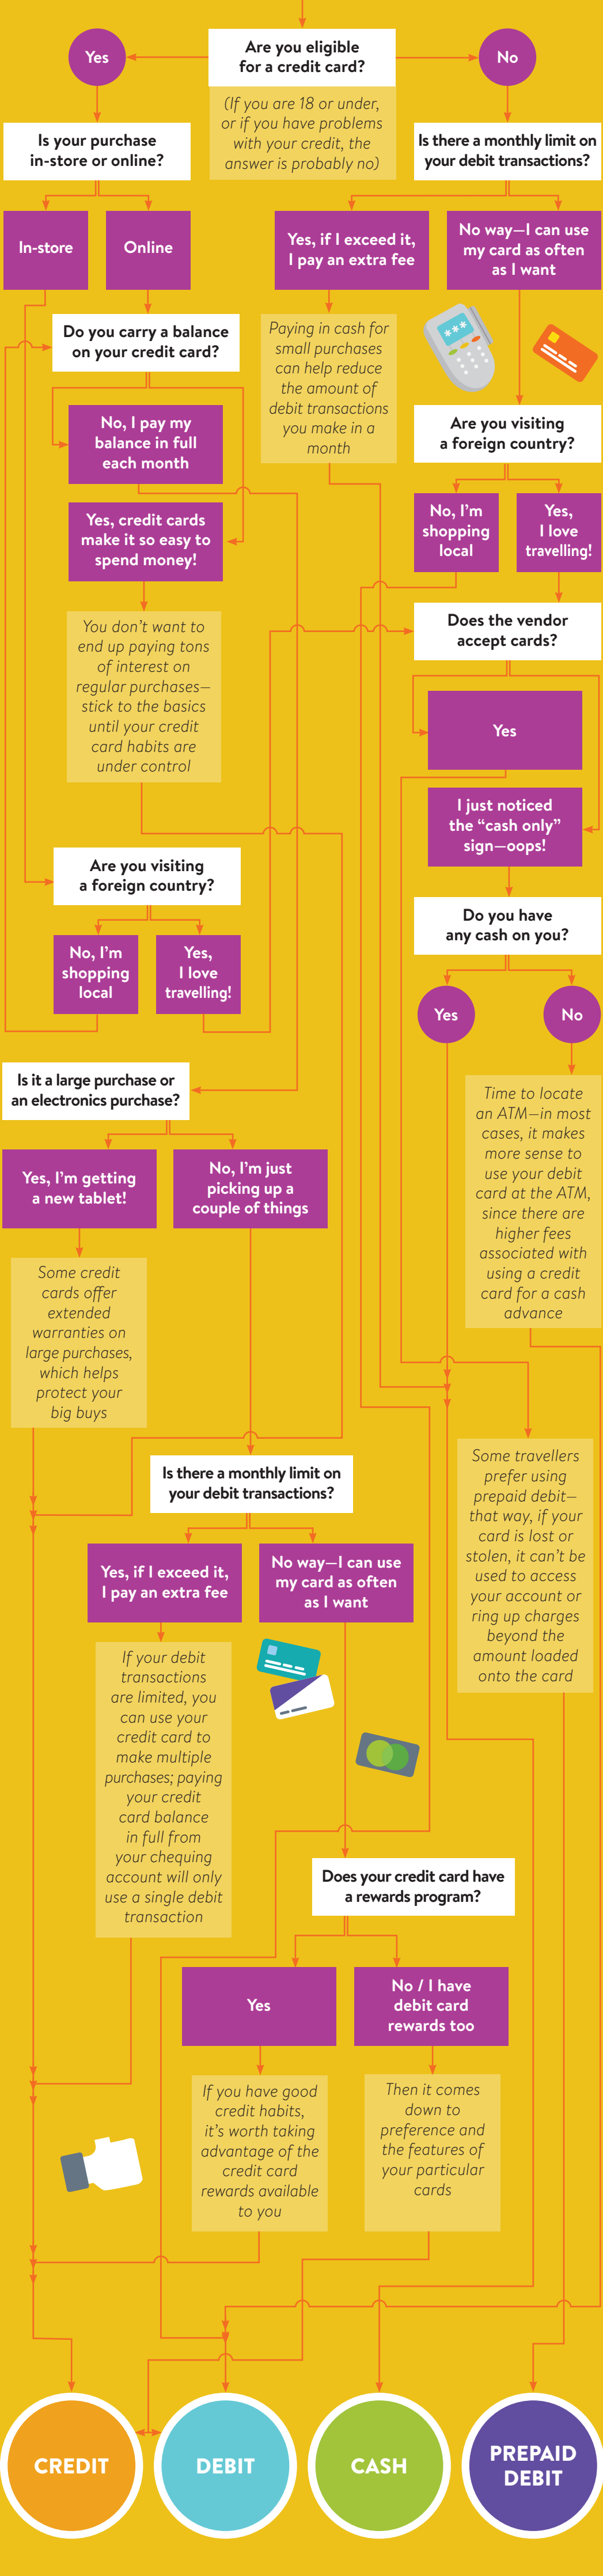 Are you eligible
for a credit card?
Yes
No
(If you are 18 or under,
or if you have problems
with your credit, the
answer is probably no)
Is your purchase
in-store or online?
Is there a monthly limit on
your debit transactions?
In-store
Online
Yes, if I exceed it,
I pay an extra fee
No way—I can use
my card as often
as I want
Do you carry a balance
on your credit card?
Paying in cash for
small purchases
can help reduce
the amount of
debit transactions
you make in a
month
***
No, I pay my
balance in full
each month
Are you visiting
a foreign country?
Yes, credit cards
make it so easy to
spend money!
No, I'm
shopping
local
Yes,
I love
travelling!
You don't want to
end up paying tons
of interest on
regular purchases—
stick to the basics
until your credit
card habits are
under control
Does the vendor
accept cards?
Yes
I just noticed
the “cash only”
sign—oops!
Are you visiting
a foreign country?
Do you have
any cash on you?
No, I'm
shopping
local
Yes,
I love
travelling!
Yes
No
Is it a large purchase or
an electronics purchase?
Time to locate
an ATM—in most
cases, it makes
more sense to
use your debit
card at the ATM,
since there are
higher fees
associated with
using a credit
card for a cash
advance
Yes, I'm getting
a new tablet!
No, I'm just
picking up a
couple of things
Some credit
cards offer
extended
warranties on
large purchases,
which helps
protect your
big buys
Some travellers
prefer using
prepaid debit—
that way, if your
card is lost or
stolen, it can't be
used to access
your account or
ring up charges
beyond the
amount loaded
onto the card
Is there a monthly limit on
your debit transactions?
Yes, if I exceed it,
I pay an extra fee
No way—I can use
my card as often
as I want
If your debit
transactions
are limited, you
can use your
credit card to
make multiple
purchases; paying
your credit
card balance
in full from
your chequing
account will only
use a single debit
transaction
Does your credit card have
a rewards program?
Yes
No / I have
debit card
rewards too
If you have good
credit habits,
it's worth taking
advantage of the
credit card
rewards available
to you
Then it comes
down to
preference and
the features of
your particular
cards
CREDIT
DEBIT
CASH
PREPAID
DEBIT